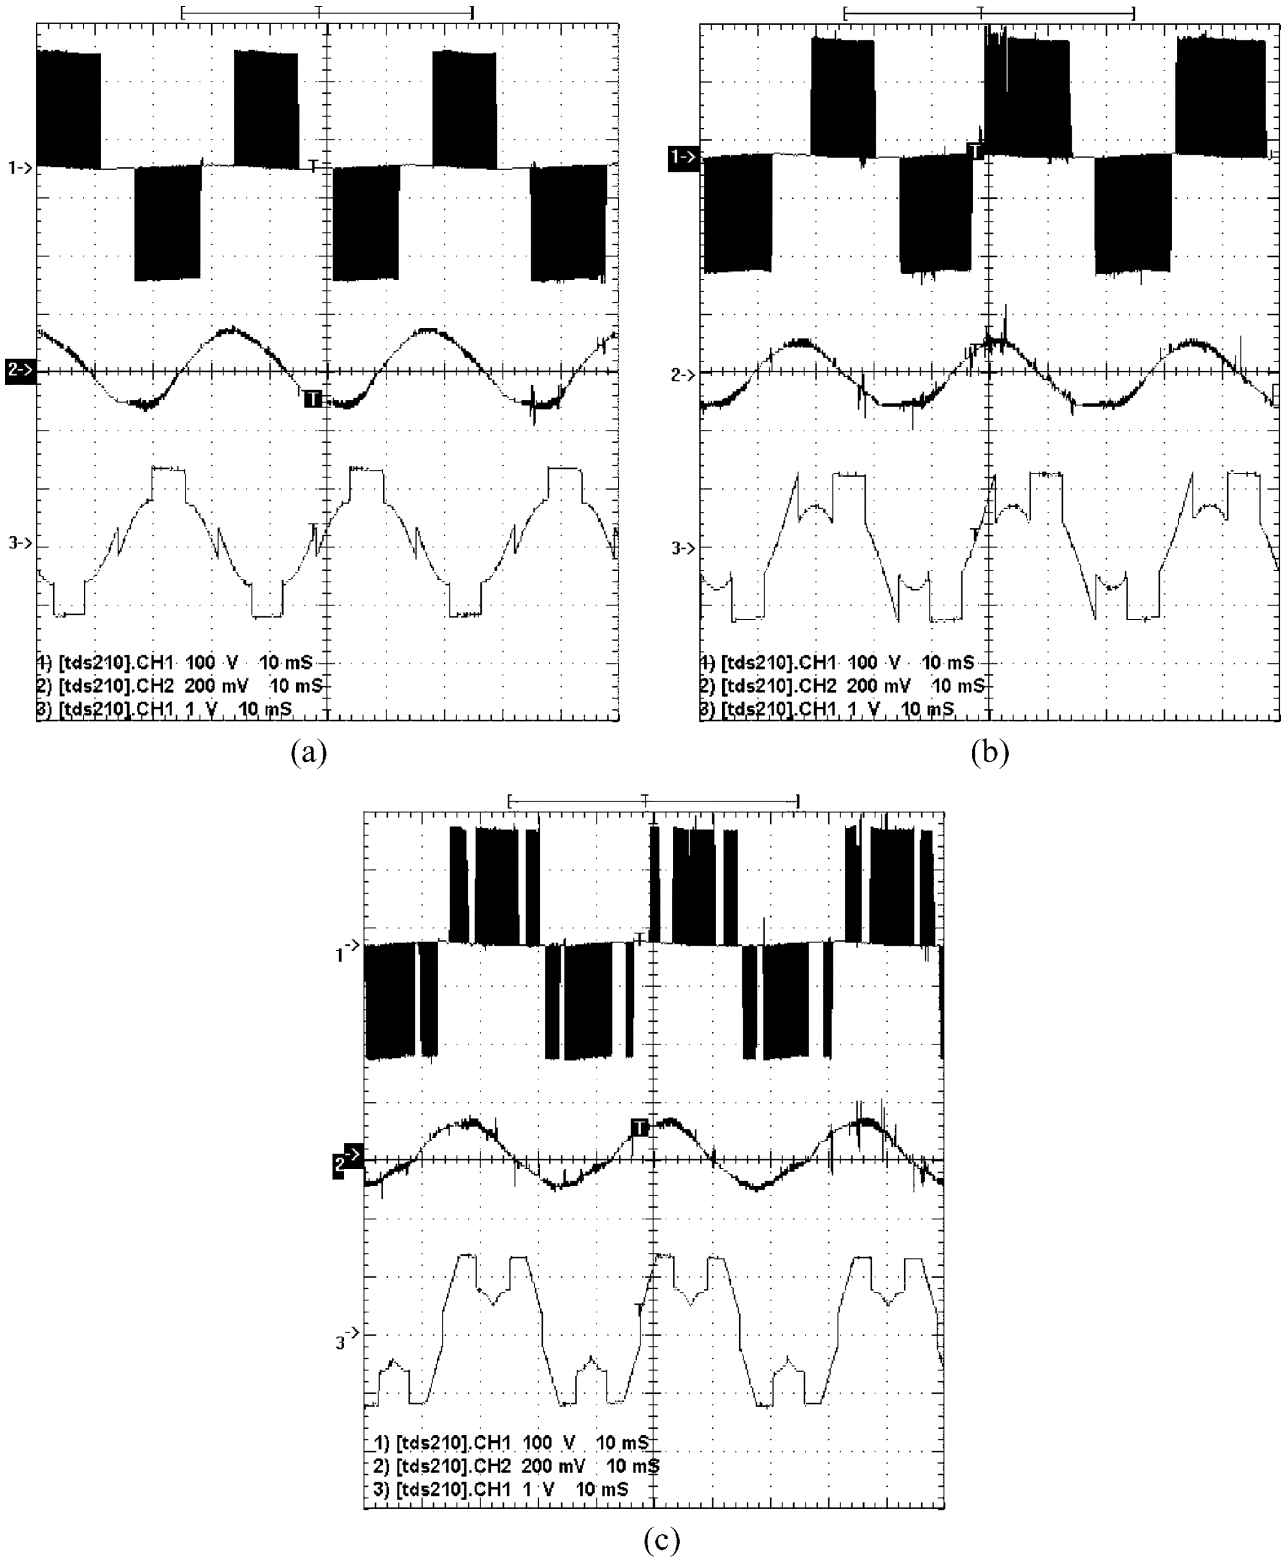 1->
T
2->
T
T
3->
1) [tds210].CH1 100 V 10 mS
2) [tds210].CH2 200 mV 10 mS
3) [tds210].CH1 1 V 10 mS
(a)
1->
T
2->
T
3->
T
1) [tds210].CH1 100 V 10 mS
2) [tds210].CH2 200 mV 10 mS
3) [tds210].CH1 1 V 10 mS
(b)
1->
T
2->
T
3->
T
1) [tds210].CH1 100 V 10 mS
2) [tds210].CH2 200 mV 10 mS
3) [tds210].CH1 1 V 10 mS
(c)